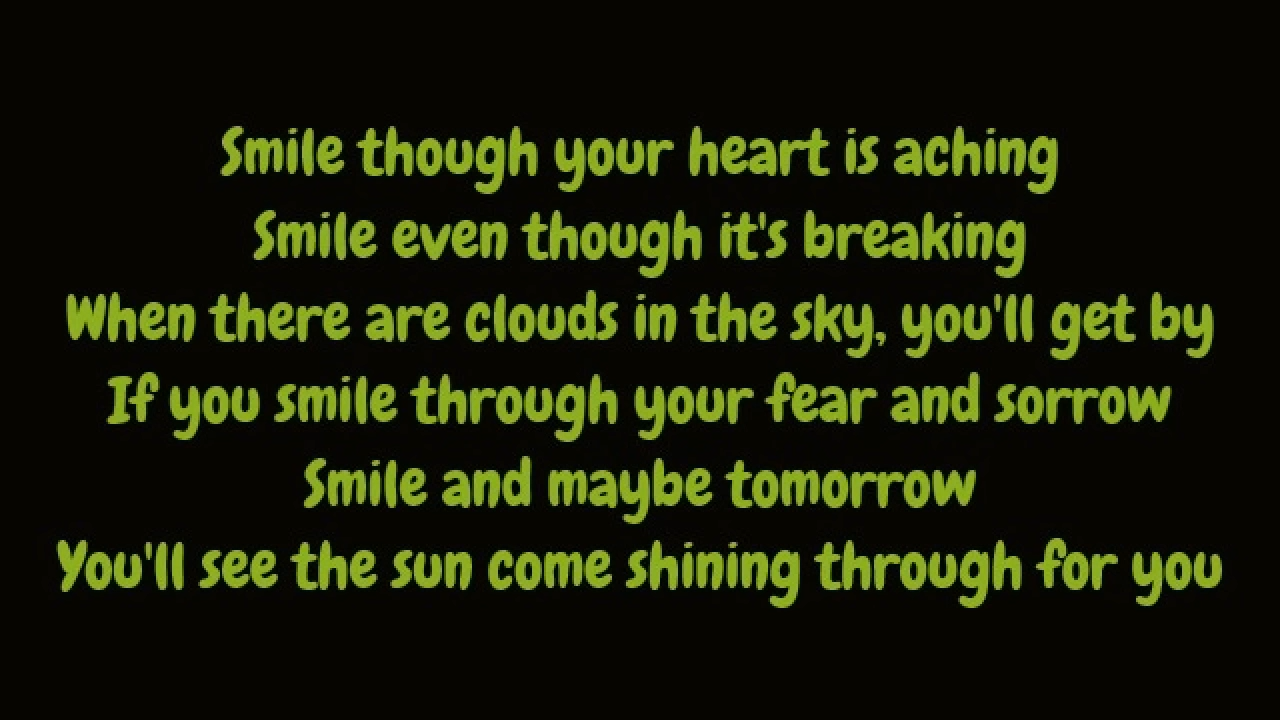 Smile though your heart is aching
Smile even though it's breaking
When there are clouds in the sky, you'll get by
If you smile through your fear and sorrow
Smile and maybe tomorrow
You'll see the sun come shining through for you